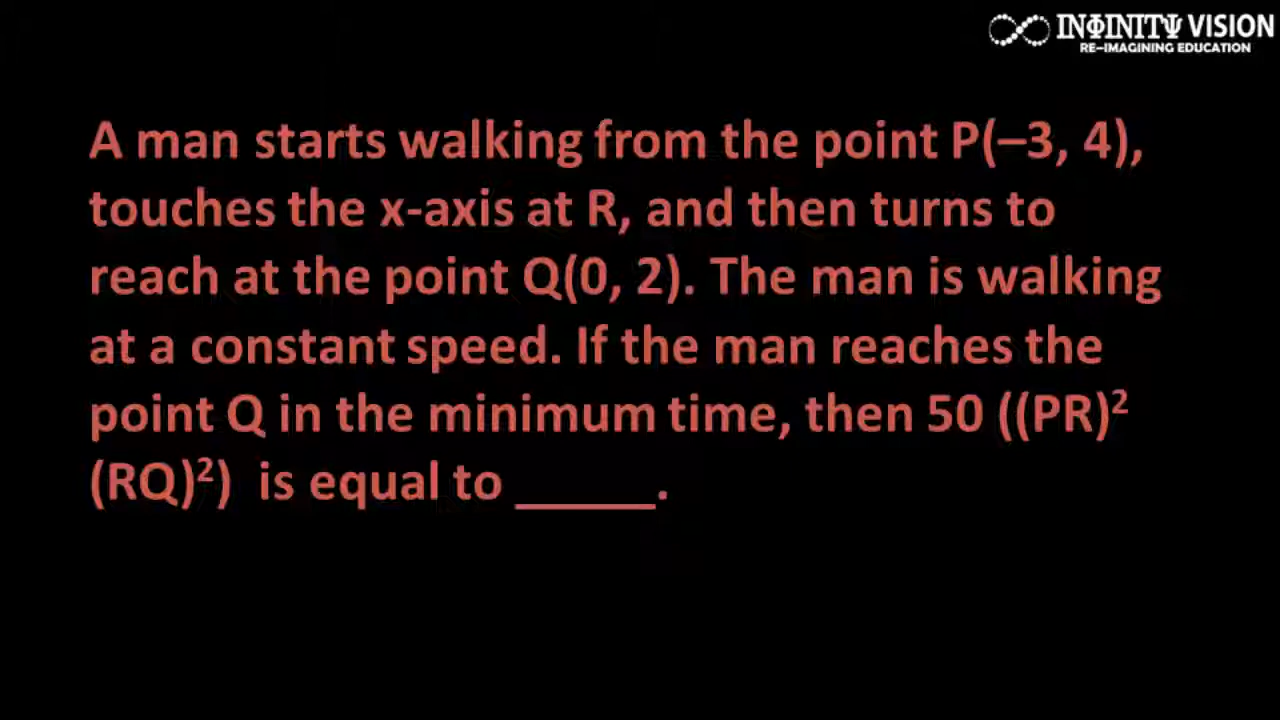 INΦINITΨ VISION
RE-IMAGINING EDUCATION
A man starts walking from the point P(–3, 4),
touches the x-axis at R, and then turns to
reach at the point Q(0, 2). The man is walking
at a constant speed. If the man reaches the
point Q in the minimum time, then 50 ((PR)²
(RQ)²) is equal to _____.